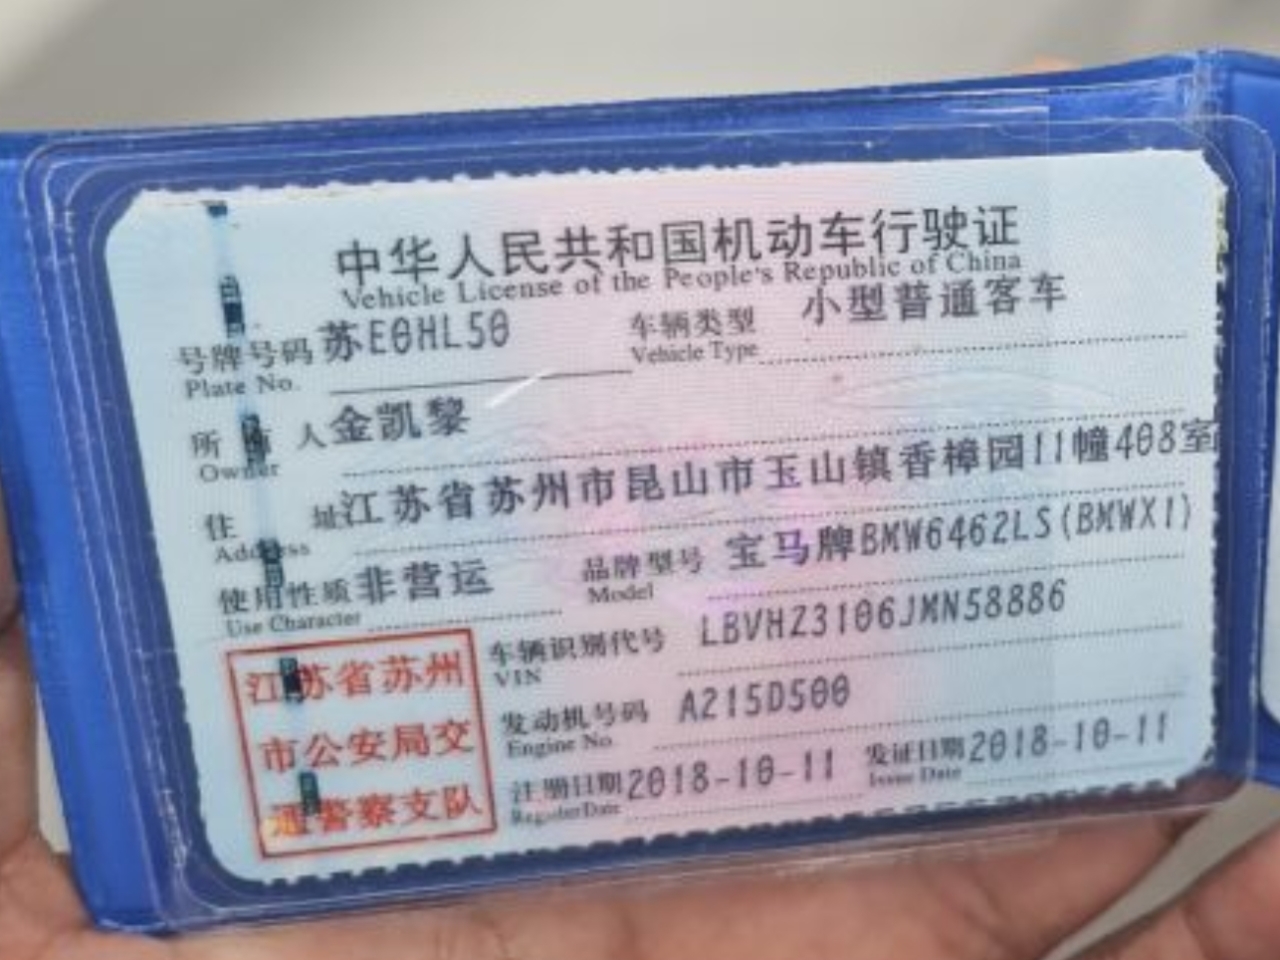 中华人民共和国机动车行驶证
Vehicle License of the People's Republic of China
号牌号码 苏E0HL50 车辆类型 小型普通客车
Plate No. Vehicle Type
所有人 金凯黎
Owner
住址 江苏省苏州市昆山市玉山镇香樟园11幢408室
Address
使用性质 非营运 品牌型号 宝马牌BMW6462LS(BMWX1)
Use Character Model
车辆识别代号 LBVHZ3106JMN58886
VIN
发动机号码 A215D500
Engine No.
注册日期 2018-10-11 发证日期 2018-10-11
Register Date Issue Date
江苏省苏州
市公安局交
通警察支队